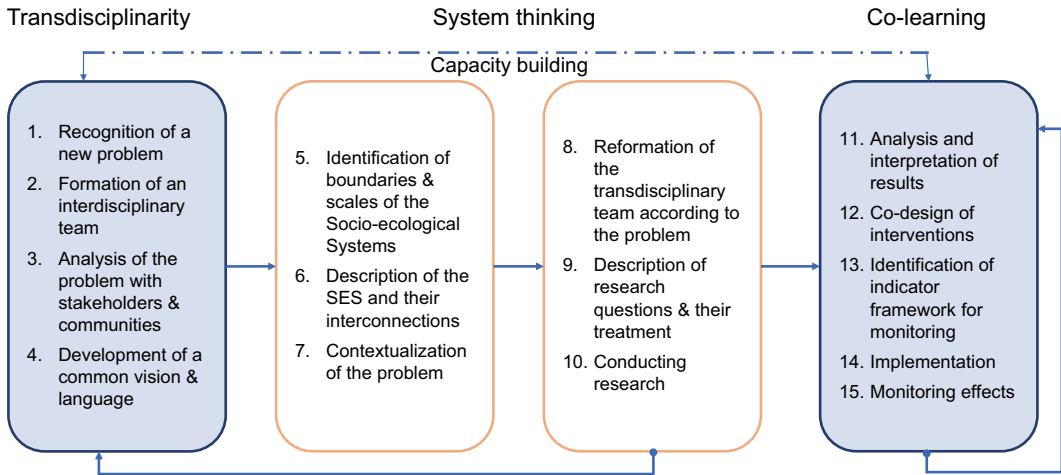 Transdisciplinarity
System thinking
Co-learning
Capacity building
1. Recognition of a
new problem
2. Formation of an
interdisciplinary
team
3. Analysis of the
problem with
stakeholders &
communities
4. Development of a
common vision &
language
5. Identification of
boundaries &
scales of the
Socio-ecological
Systems
6. Description of the
SES and their
interconnections
7. Contextualization
of the problem
8. Reformation of
the
transdisciplinary
team according to
the problem
9. Description of
research
questions & their
treatment
10. Conducting
research
11. Analysis and
interpretation of
results
12. Co-design of
interventions
13. Identification of
indicator
framework for
monitoring
14. Implementation
15. Monitoring effects